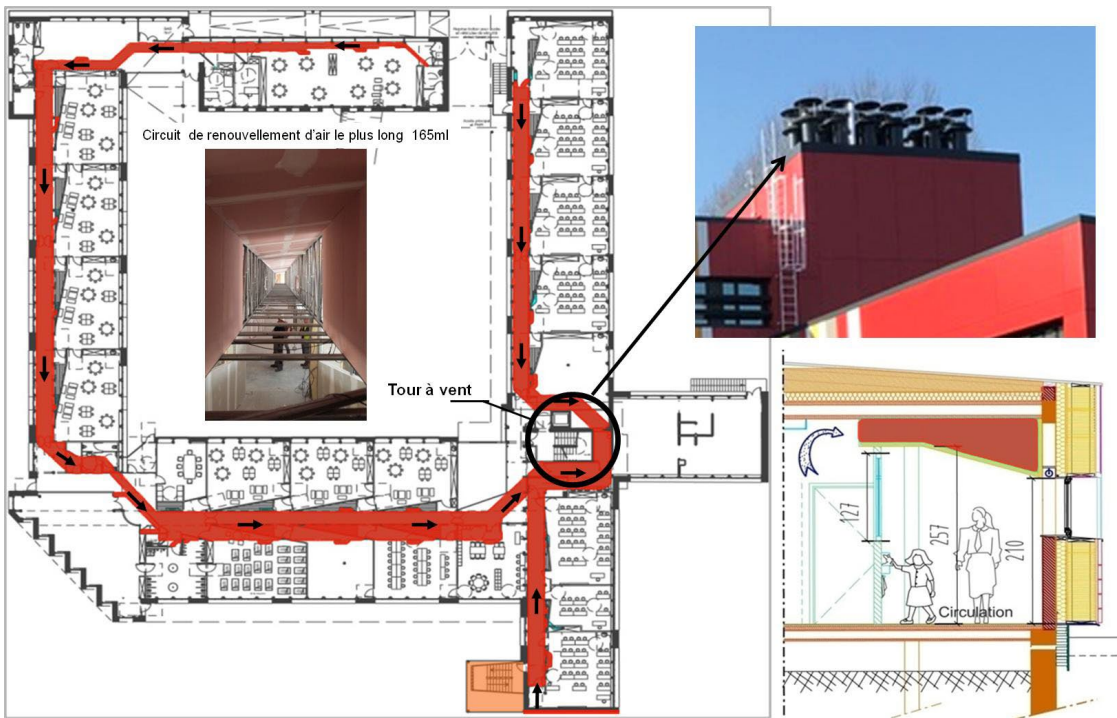 Circuit de renouvellement d'air le plus long 165ml
Tour à vent
127
257
210
Circulation